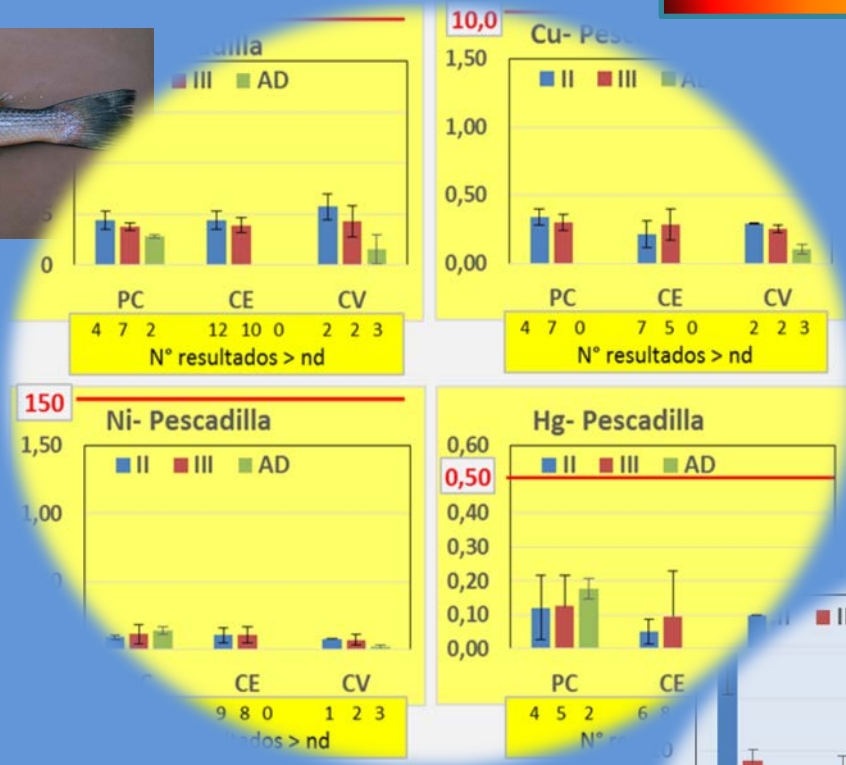 III AD
0
PC CE CV
4 7 2 12 10 0 2 2 3
N° resultados > nd
10,0
Cu-
1,50
II III
1,00
0,50
0,00
PC CE CV
4 7 0 7 5 0 2 2 3
N° resultados > nd
150
Ni- Pescadilla
1,50
II III AD
1,00
CE CV
9 8 0 1 2 3
> nd
Hg- Pescadilla
0,60
II III AD
0,50
0,40
0,30
0,20
0,10
0,00
PC CE
4 5 2 6